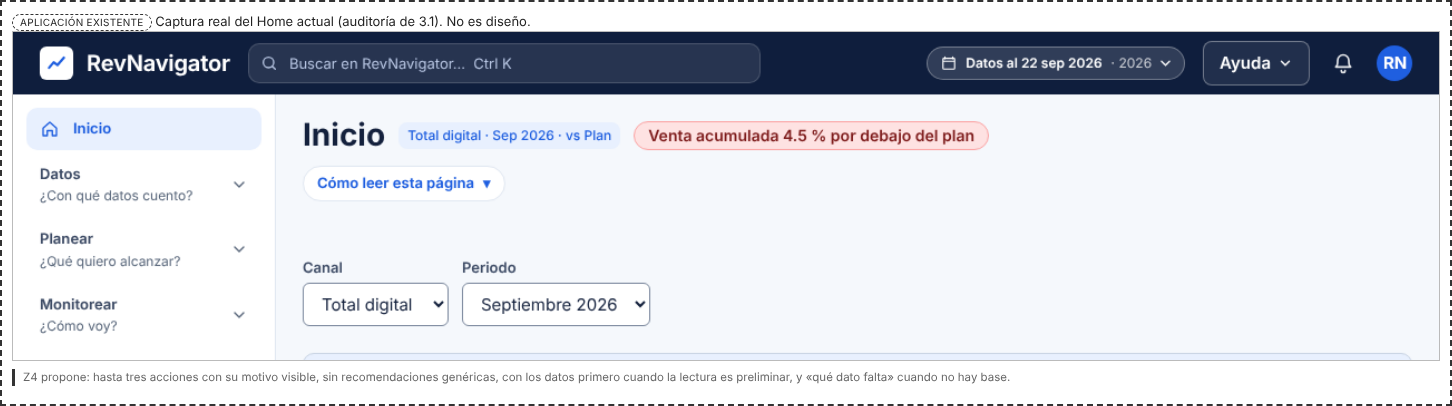 APLICACIÓN EXISTENTE Captura real del Home actual (auditoría de 3.1). No es diseño.
RevNavigator
Buscar en RevNavigator... Ctrl K
Datos al 22 sep 2026 · 2026
Ayuda
RN
Inicio
Datos
¿Con qué datos cuento?
Planear
¿Qué quiero alcanzar?
Monitorear
¿Cómo voy?
Inicio
Total digital · Sep 2026 · vs Plan
Venta acumulada 4.5 % por debajo del plan
Cómo leer esta página ▾
Canal
Total digital
Periodo
Septiembre 2026
Z4 propone: hasta tres acciones con su motivo visible, sin recomendaciones genéricas, con los datos primero cuando la lectura es preliminar, y «qué dato falta» cuando no hay base.